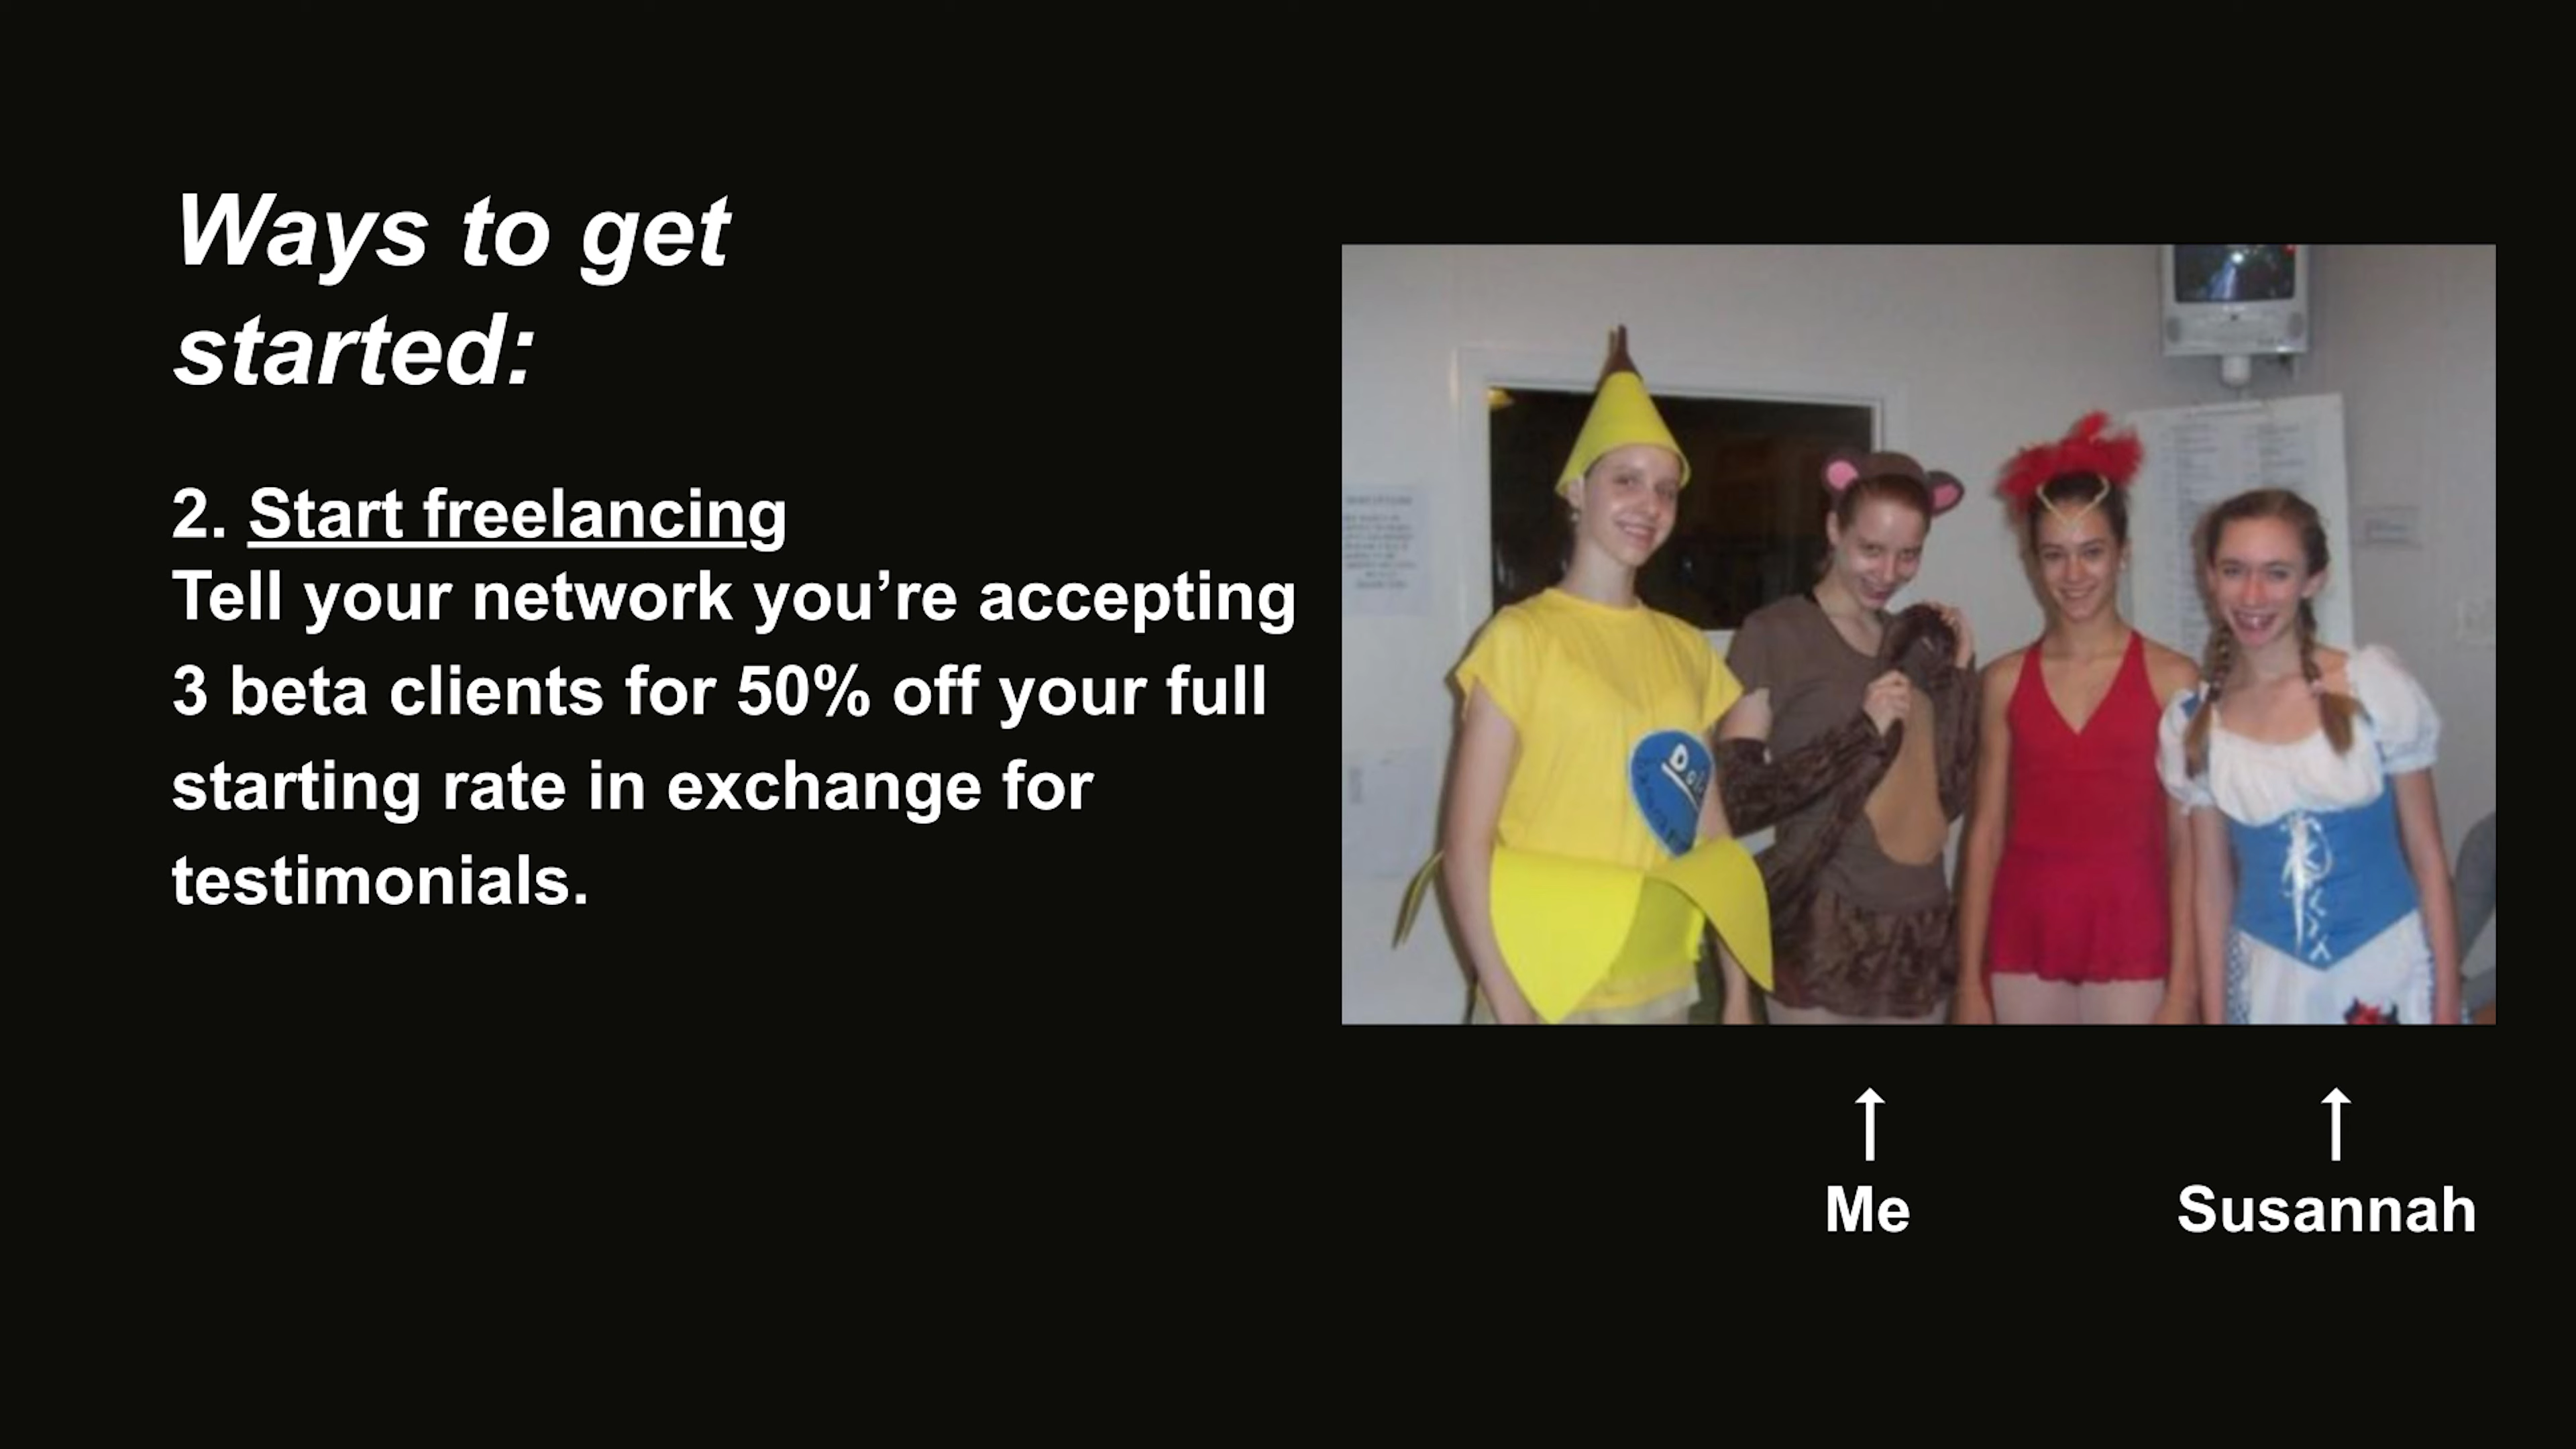 Ways to get
started:
2. Start freelancing
Tell your network you’re accepting
3 beta clients for 50% off your full
starting rate in exchange for
testimonials.
Me
Susannah